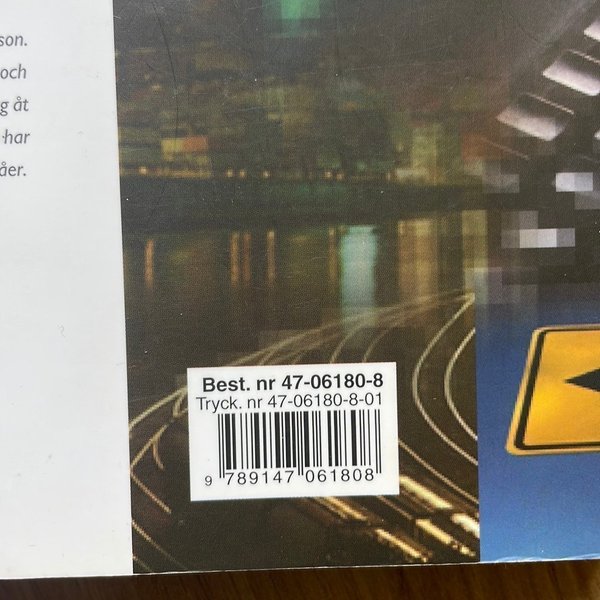 son.
och
g åt
har
åer.
Best. nr 47-06180-8
Tryck. nr 47-06180-8-01
9 789147 061808